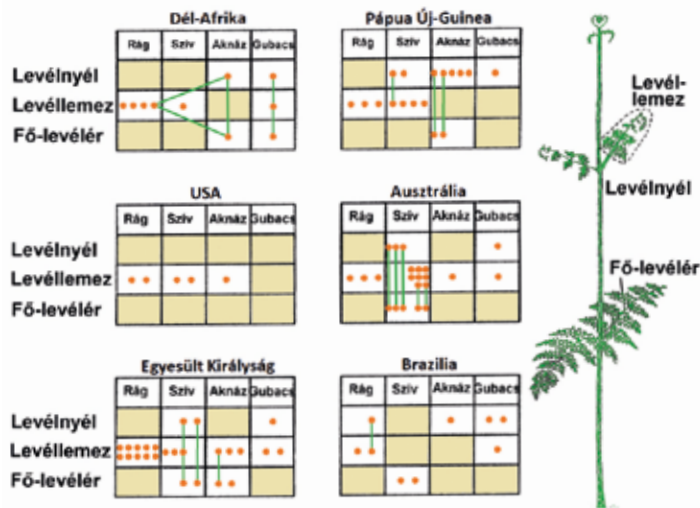 Dél-Afrika
Rág Szív Aknáz Gubacs
Levélnyél
Levéllemez
Fő-levélér
Pápua Új-Guinea
Rág Szív Aknáz Gubacs
USA
Rág Szív Aknáz Gubacs
Levélnyél
Levéllemez
Fő-levélér
Ausztrália
Rág Szív Aknáz Gubacs
Egyesült Királyság
Rág Szív Aknáz Gubacs
Levélnyél
Levéllemez
Fő-levélér
Brazilia
Rág Szív Aknáz Gubacs
Levél-
lemez
Levélnyél
Fő-levélér